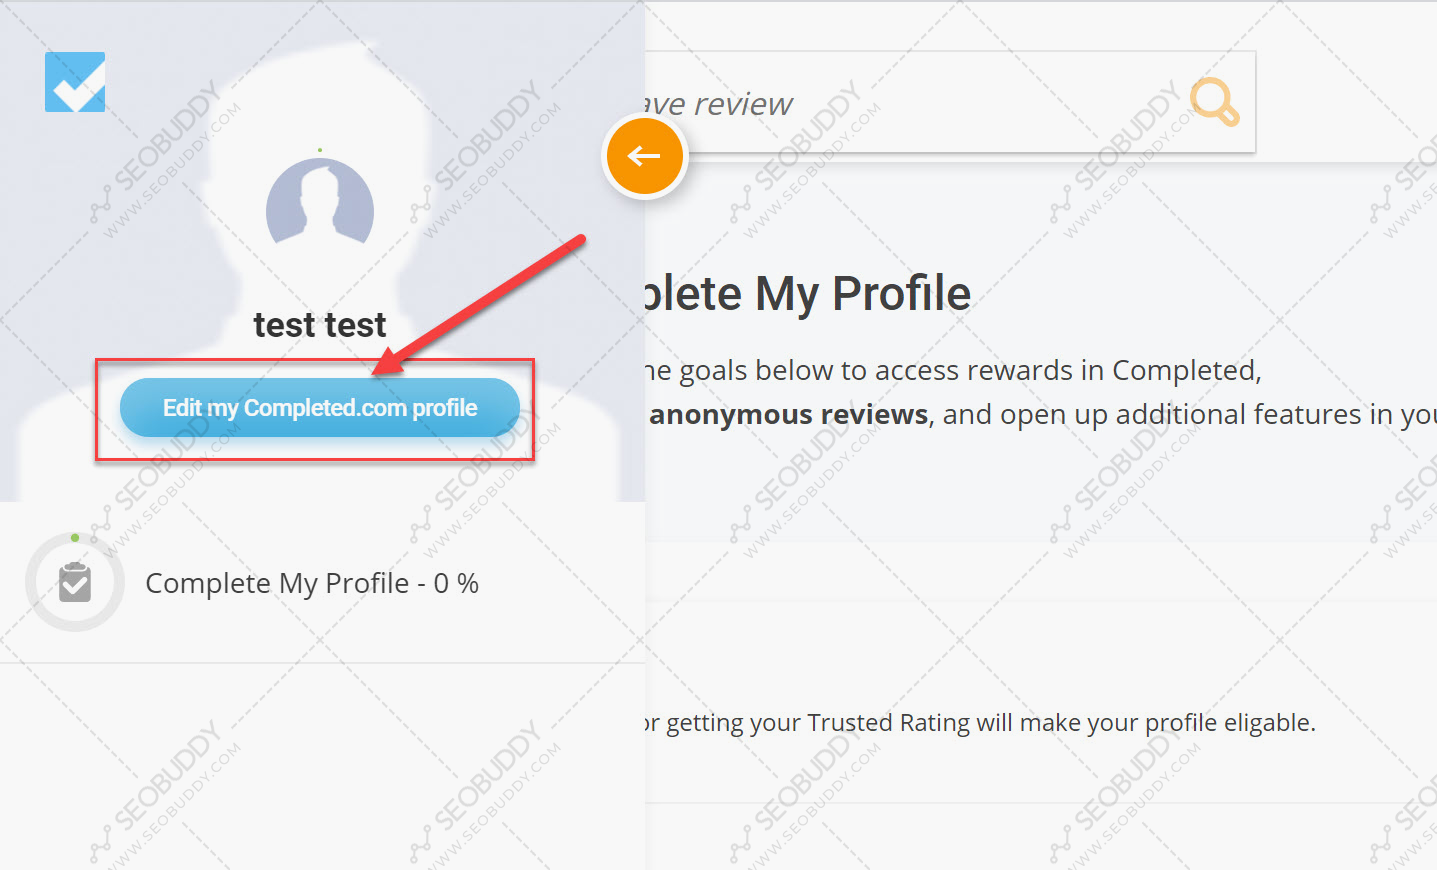 ave review
test test
Edit my Completed.com profile
Complete My Profile - 0 %
plete My Profile
he goals below to access rewards in Completed,
anonymous reviews, and open up additional features in you
or getting your Trusted Rating will make your profile eligable.
SEOBUDDY
WWW.SEOBUDDY.COM